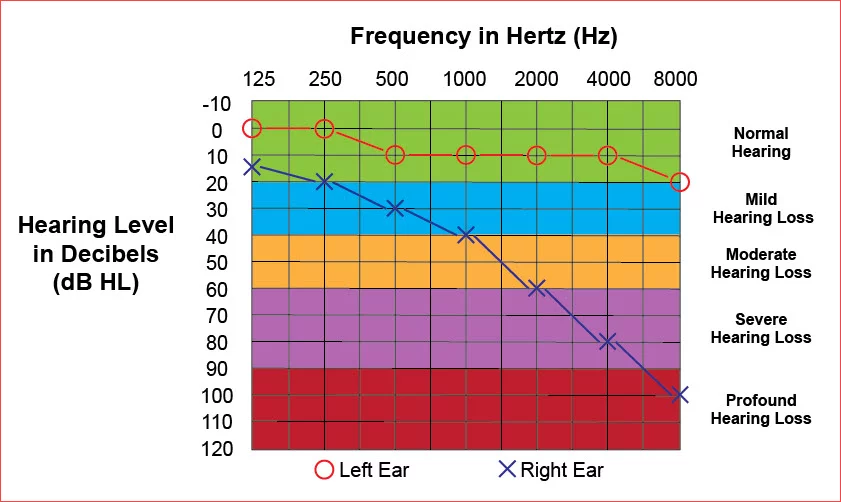 Frequency in Hertz (Hz)
125 250 500 1000 2000 4000 8000
-10
0
10
20
30
40
50
60
70
80
90
100
110
120
Hearing Level
in Decibels
(dB HL)
Normal
Hearing
Mild
Hearing Loss
Moderate
Hearing Loss
Severe
Hearing Loss
Profound
Hearing Loss
Left Ear Right Ear